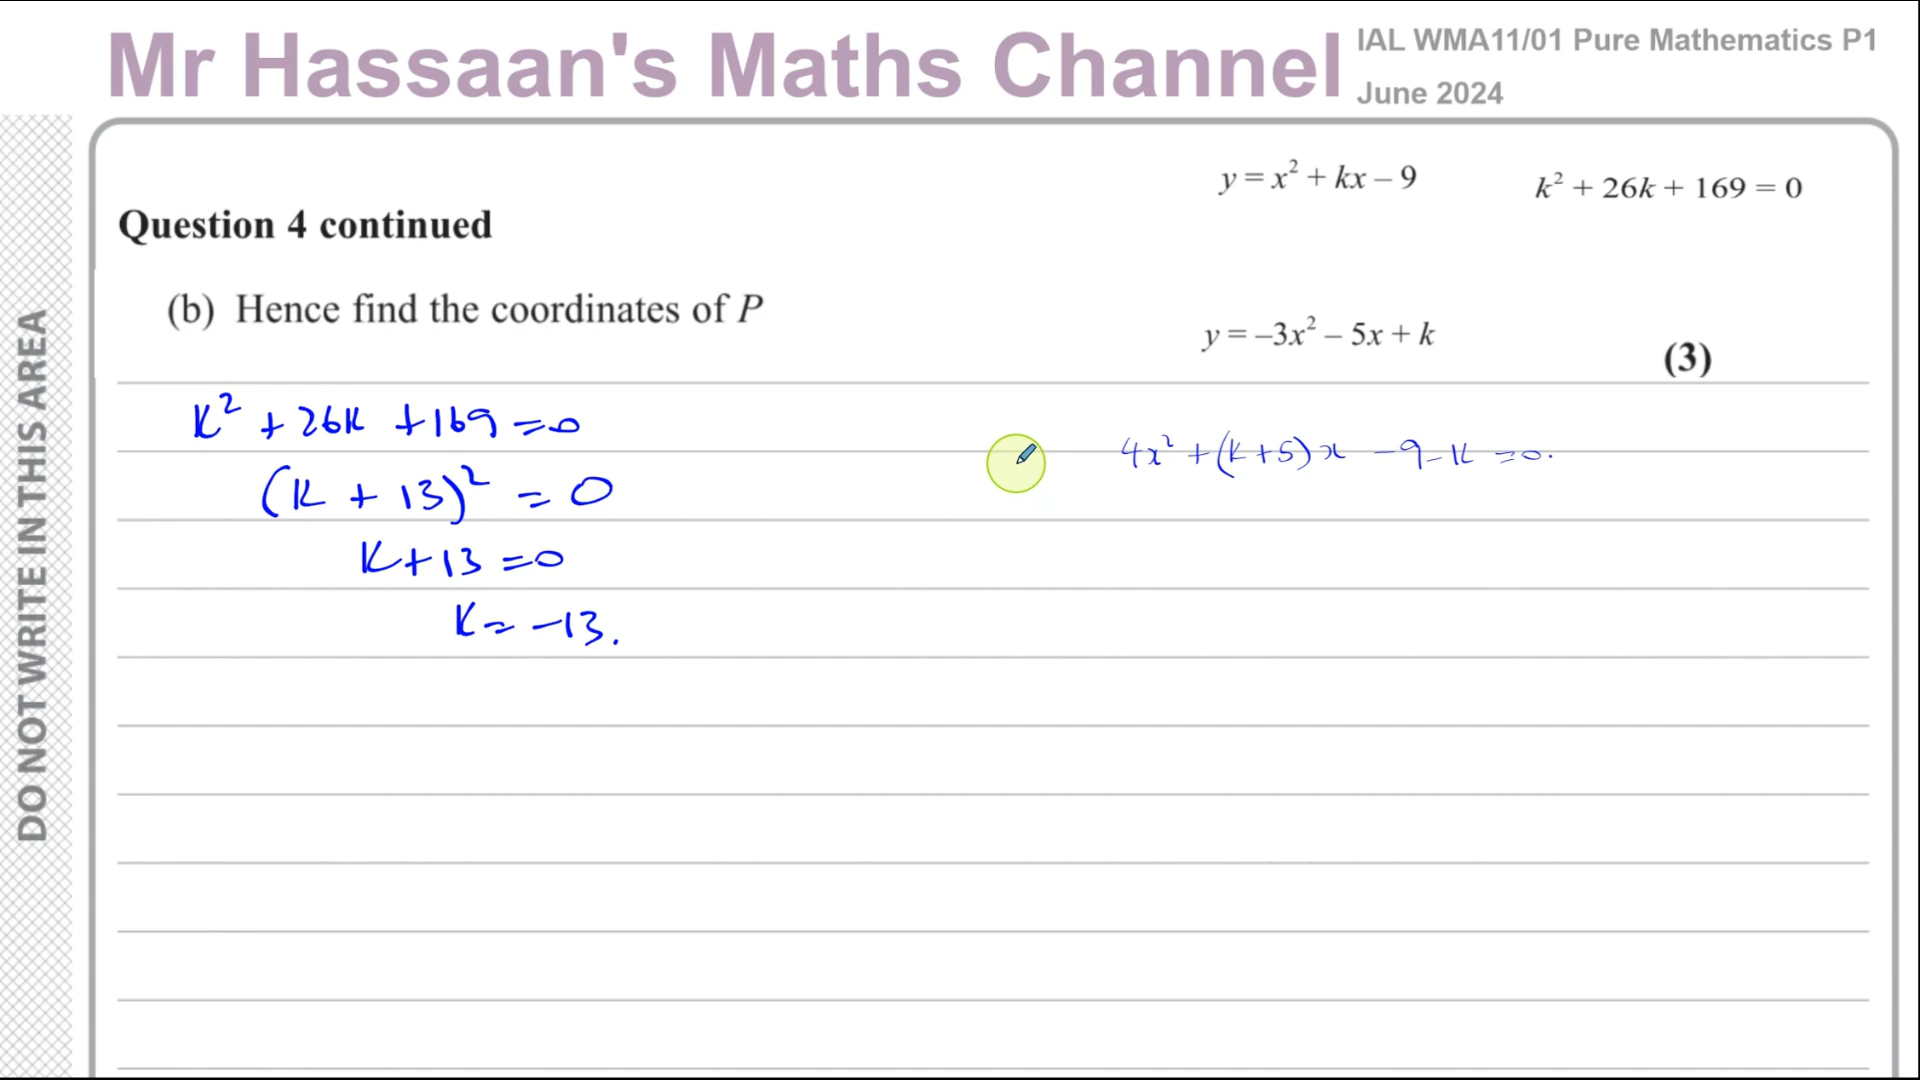 Mr Hassaan's Maths Channel
IAL WMA11/01 Pure Mathematics P1
June 2024
DO NOT WRITE IN THIS AREA
y = x² + kx – 9
k² + 26k + 169 = 0
Question 4 continued
(b) Hence find the coordinates of P
y = –3x² – 5x + k
(3)
k² + 26k + 169 = 0
(k + 13)² = 0
k + 13 = 0
k = -13.
4x² + (k + 5)x - 9 - k = 0.